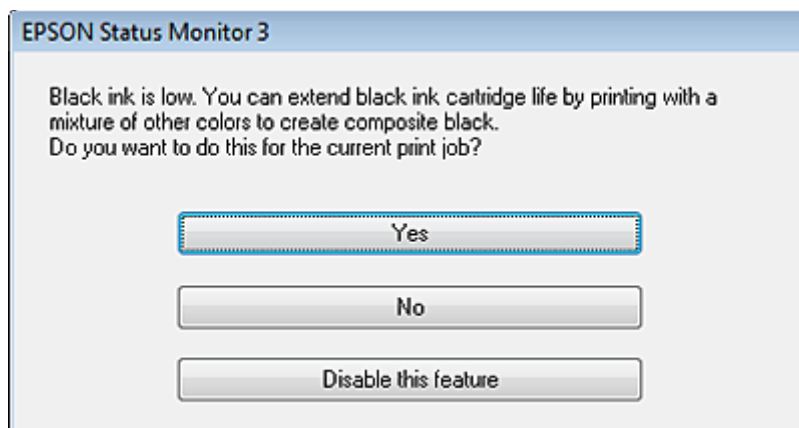 EPSON Status Monitor 3
Black ink is low. You can extend black ink cartridge life by printing with a
mixture of other colors to create composite black.
Do you want to do this for the current print job?
Yes
No
Disable this feature